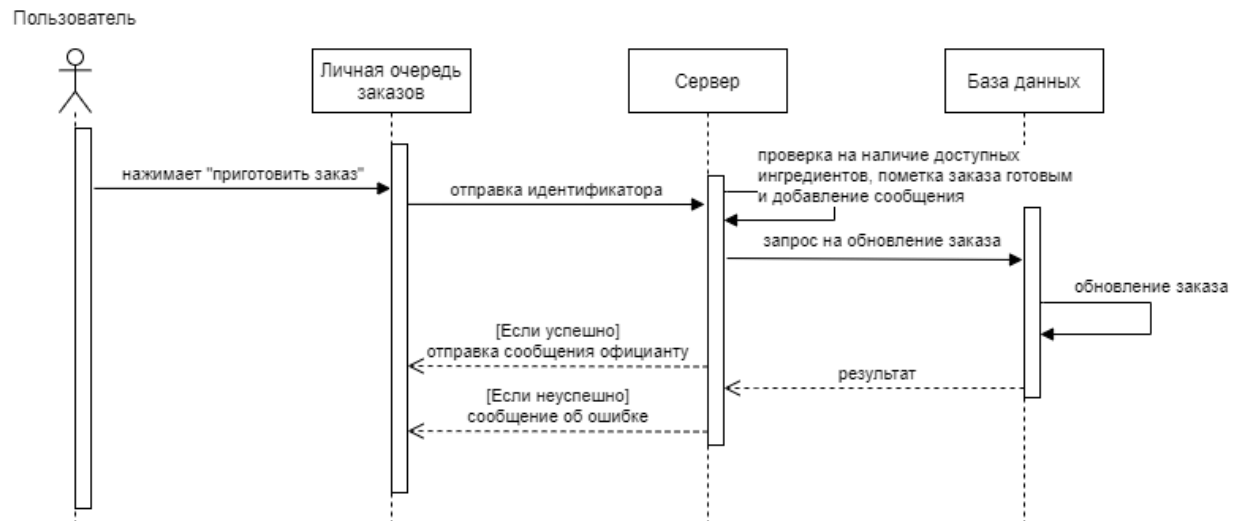 Пользователь
Личная очередь
заказов
Сервер
База данных
проверка на наличие доступных
ингредиентов, пометка заказа готовым
и добавление сообщения
нажимает "приготовить заказ"
отправка идентификатора
запрос на обновление заказа
обновление заказа
[Если успешно]
отправка сообщения официанту
результат
[Если неуспешно]
сообщение об ошибке